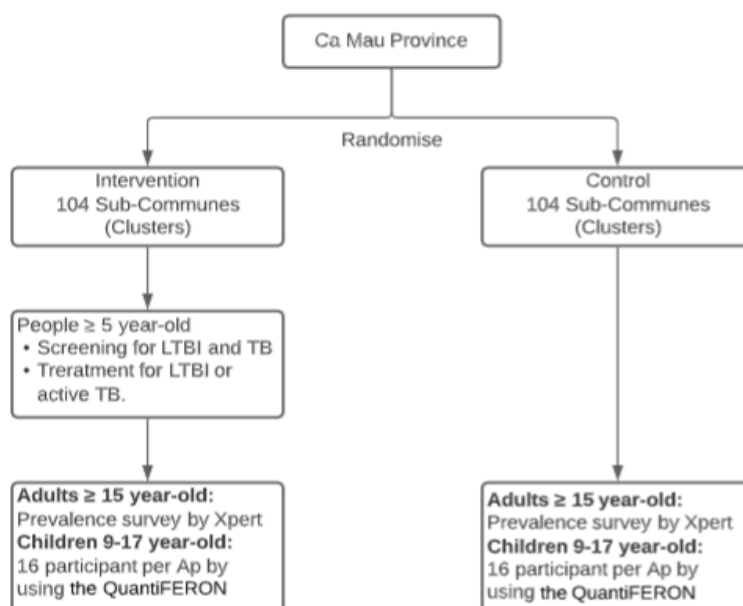 Ca Mau Province
Randomise
Intervention
104 Sub-Communes
(Clusters)
Control
104 Sub-Communes
(Clusters)
People ≥ 5 year-old
• Screening for LTBI and TB
• Treratment for LTBI or
active TB.
Adults ≥ 15 year-old:
Prevalence survey by Xpert
Children 9-17 year-old:
16 participant per Ap by
using the QuantiFERON
Adults ≥ 15 year-old:
Prevalence survey by Xpert
Children 9-17 year-old:
16 participant per Ap by
using the QuantiFERON